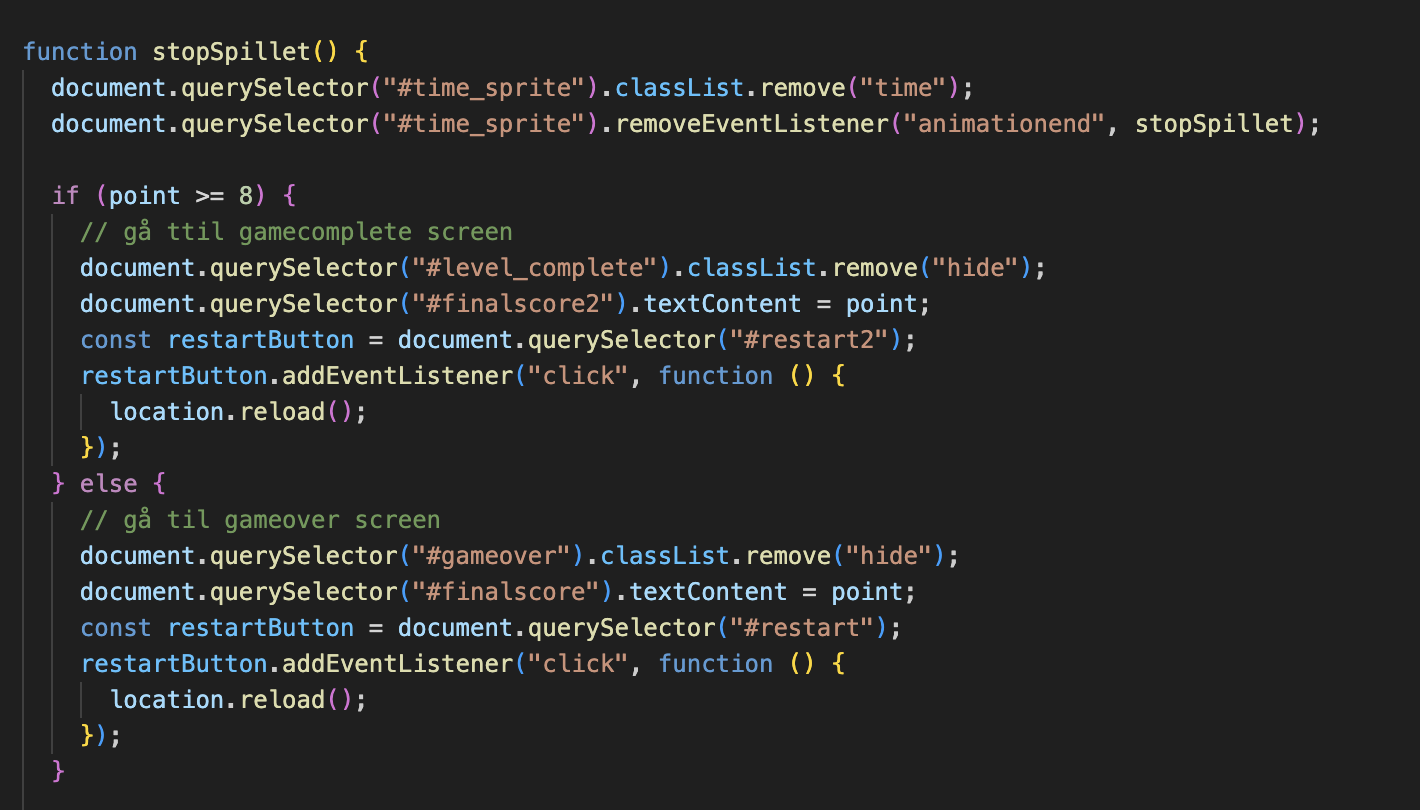 function stopSpillet() {
  document.querySelector("#time_sprite").classList.remove("time");
  document.querySelector("#time_sprite").removeEventListener("animationend", stopSpillet);

  if (point >= 8) {
    // gå ttil gamecomplete screen
    document.querySelector("#level_complete").classList.remove("hide");
    document.querySelector("#finalscore2").textContent = point;
    const restartButton = document.querySelector("#restart2");
    restartButton.addEventListener("click", function () {
      location.reload();
    });
  } else {
    // gå til gameover screen
    document.querySelector("#gameover").classList.remove("hide");
    document.querySelector("#finalscore").textContent = point;
    const restartButton = document.querySelector("#restart");
    restartButton.addEventListener("click", function () {
      location.reload();
    });
  }